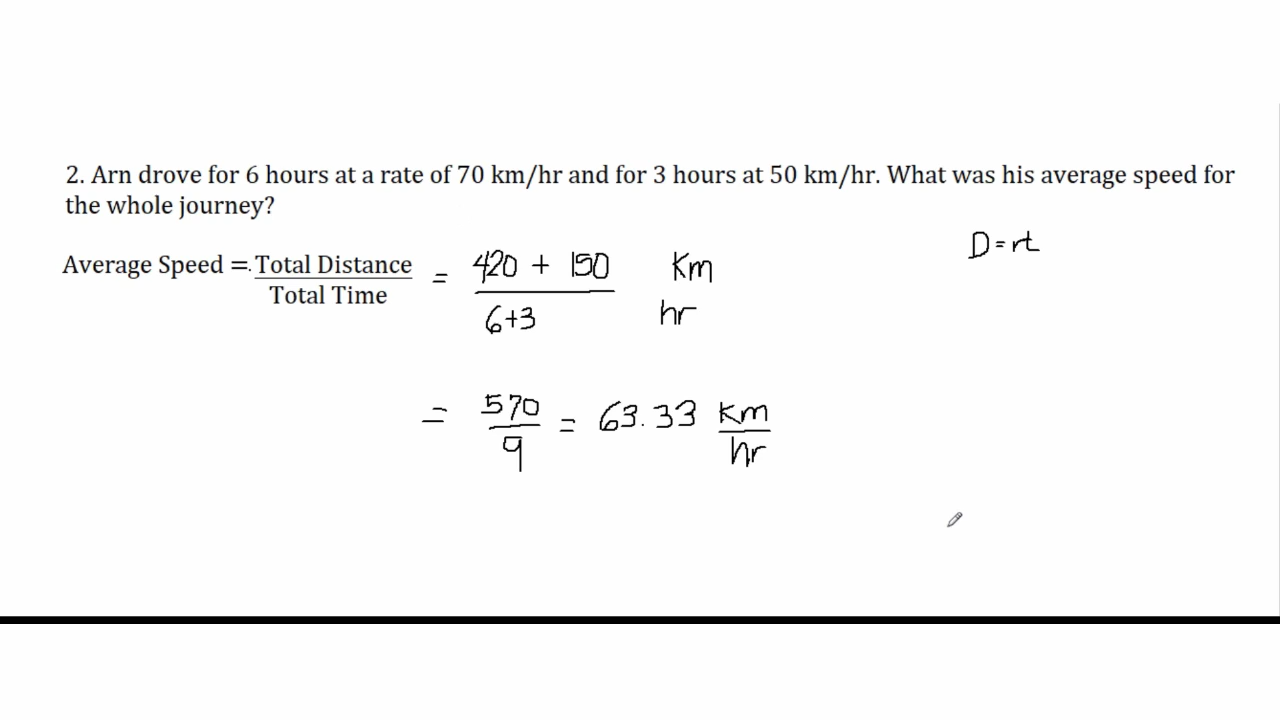 2. Arn drove for 6 hours at a rate of 70 km/hr and for 3 hours at 50 km/hr. What was his average speed for
the whole journey?
D = rt
Average Speed = Total Distance = 420 + 150 Km
Total Time 6+3 hr
= 570 = 63.33 Km
9 hr